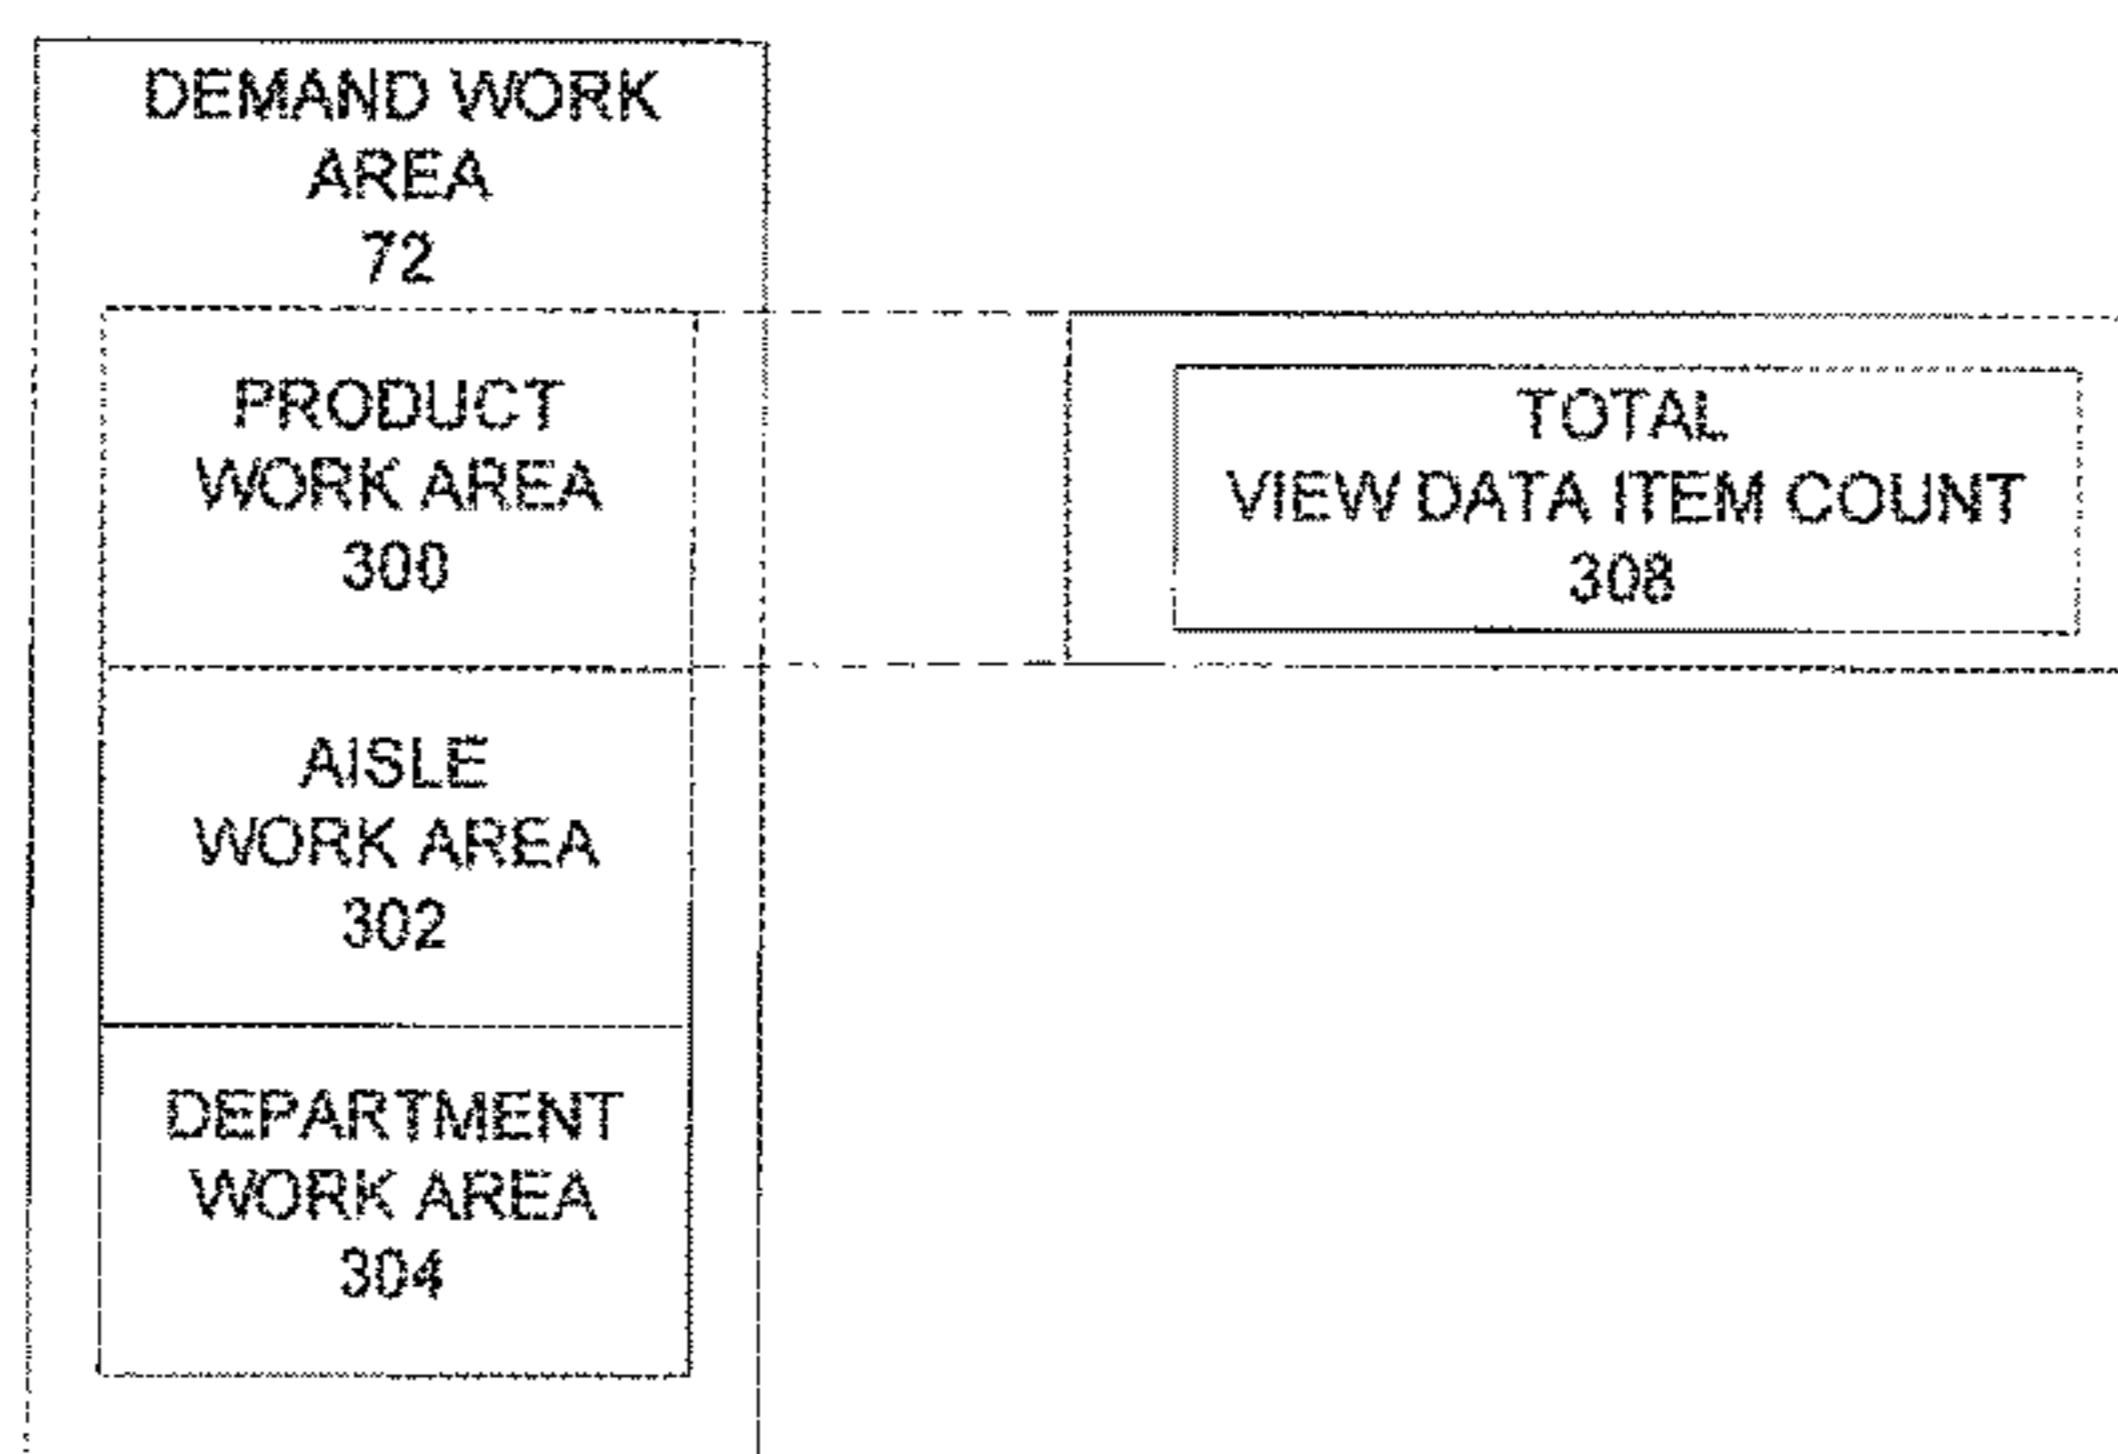 DEMAND WORK
AREA
72
PRODUCT
WORK AREA
300
TOTAL
VIEW DATA ITEM COUNT
308
AISLE
WORK AREA
302
DEPARTMENT
WORK AREA
304